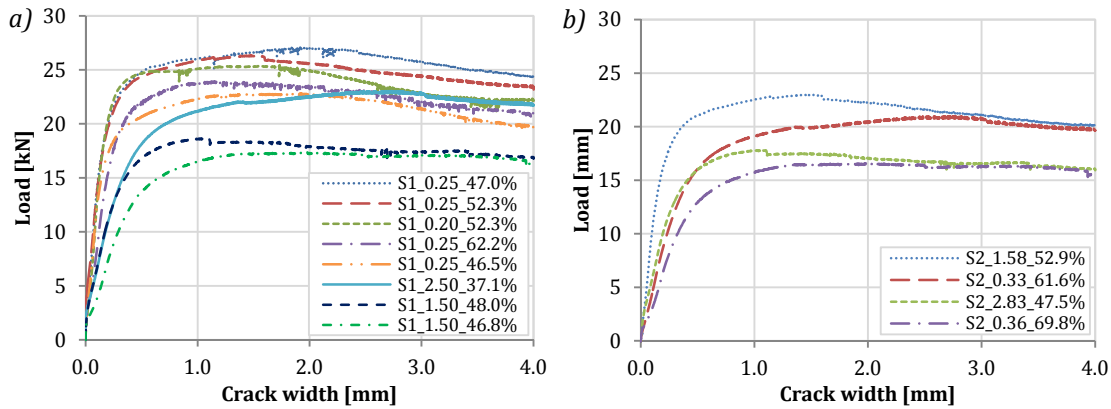 a)
30
25
20
15
10
5
0
Load [kN]
0.0 1.0 2.0 3.0 4.0
Crack width [mm]
S1_0.25_47.0%
S1_0.25_52.3%
S1_0.20_52.3%
S1_0.25_62.2%
S1_0.25_46.5%
S1_2.50_37.1%
S1_1.50_48.0%
S1_1.50_46.8%
b)
30
25
20
15
10
5
0
Load [mm]
0.0 1.0 2.0 3.0 4.0
Crack width [mm]
S2_1.58_52.9%
S2_0.33_61.6%
S2_2.83_47.5%
S2_0.36_69.8%